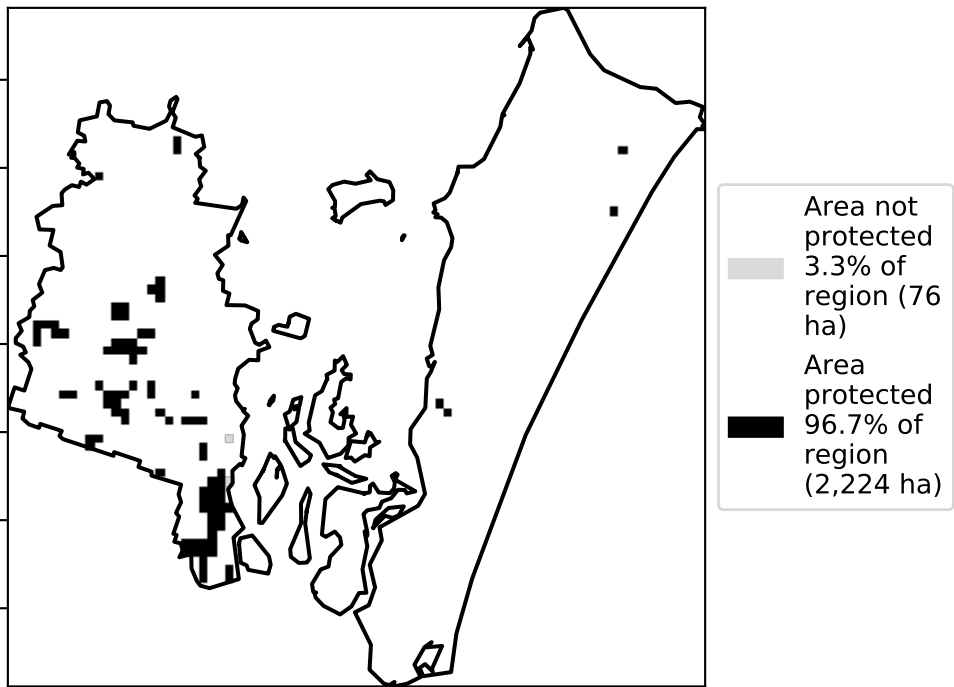 Area not
protected
3.3% of
region (76
ha)
Area
protected
96.7% of
region
(2,224 ha)